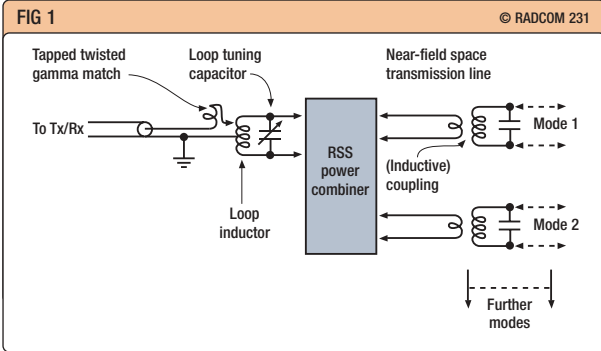 FIG 1
© RADCOM 231
Tapped twisted
gamma match
Loop tuning
capacitor
Near-field space
transmission line
To Tx/Rx
Loop
inductor
RSS
power
combiner
(Inductive)
coupling
Mode 1
Mode 2
Further
modes